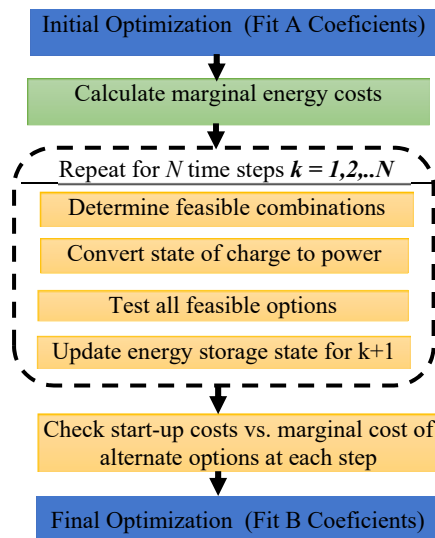 Initial Optimization (Fit A Coeficients)
Calculate marginal energy costs
Repeat for N time steps k = 1,2,..N
Determine feasible combinations
Convert state of charge to power
Test all feasible options
Update energy storage state for k+1
Check start-up costs vs. marginal cost of
alternate options at each step
Final Optimization (Fit B Coefficients)